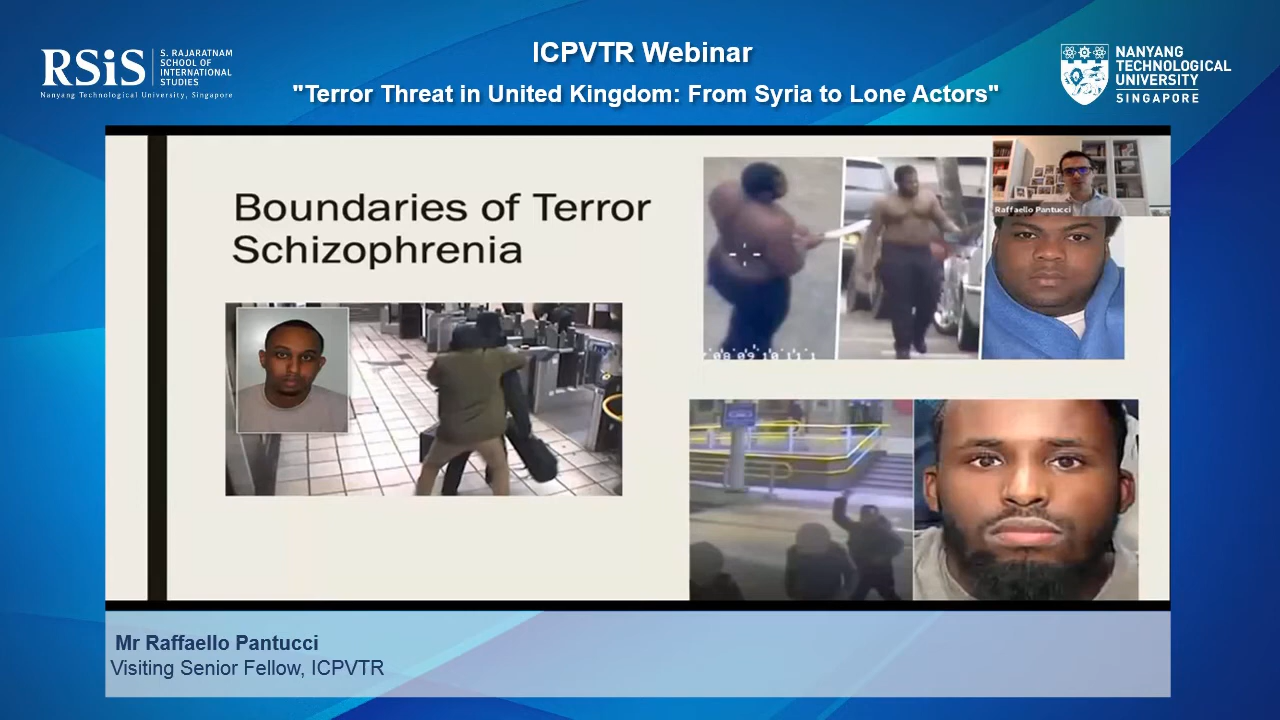 RSiS
S. RAJARATNAM
SCHOOL OF
INTERNATIONAL
STUDIES
Nanyang Technological University, Singapore
ICPVTR Webinar
"Terror Threat in United Kingdom: From Syria to Lone Actors"
NANYANG
TECHNOLOGICAL
UNIVERSITY
SINGAPORE
Boundaries of Terror
Schizophrenia
Raffaello Pantucci
Mr Raffaello Pantucci
Visiting Senior Fellow, ICPVTR